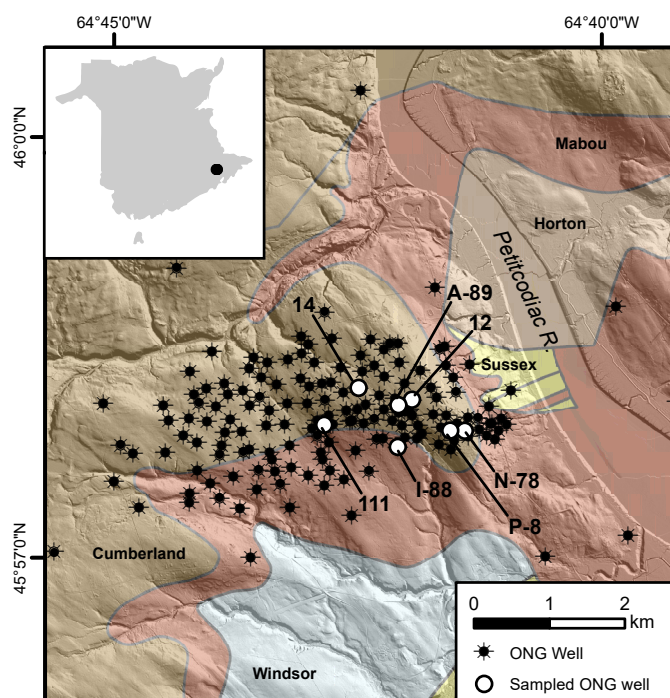 64°45'0"W
64°40'0"W
46°0'0"N
Mabou
Horton
Petitcodiac R.
A-89
14
12
Sussex
N-78
111
I-88
P-8
45°57'0"N
Cumberland
Windsor
0 1 2
km
ONG Well
Sampled ONG well